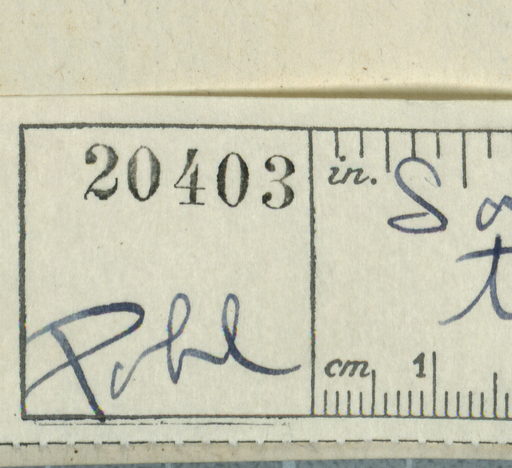 20403
in.
Pohl
cm 1